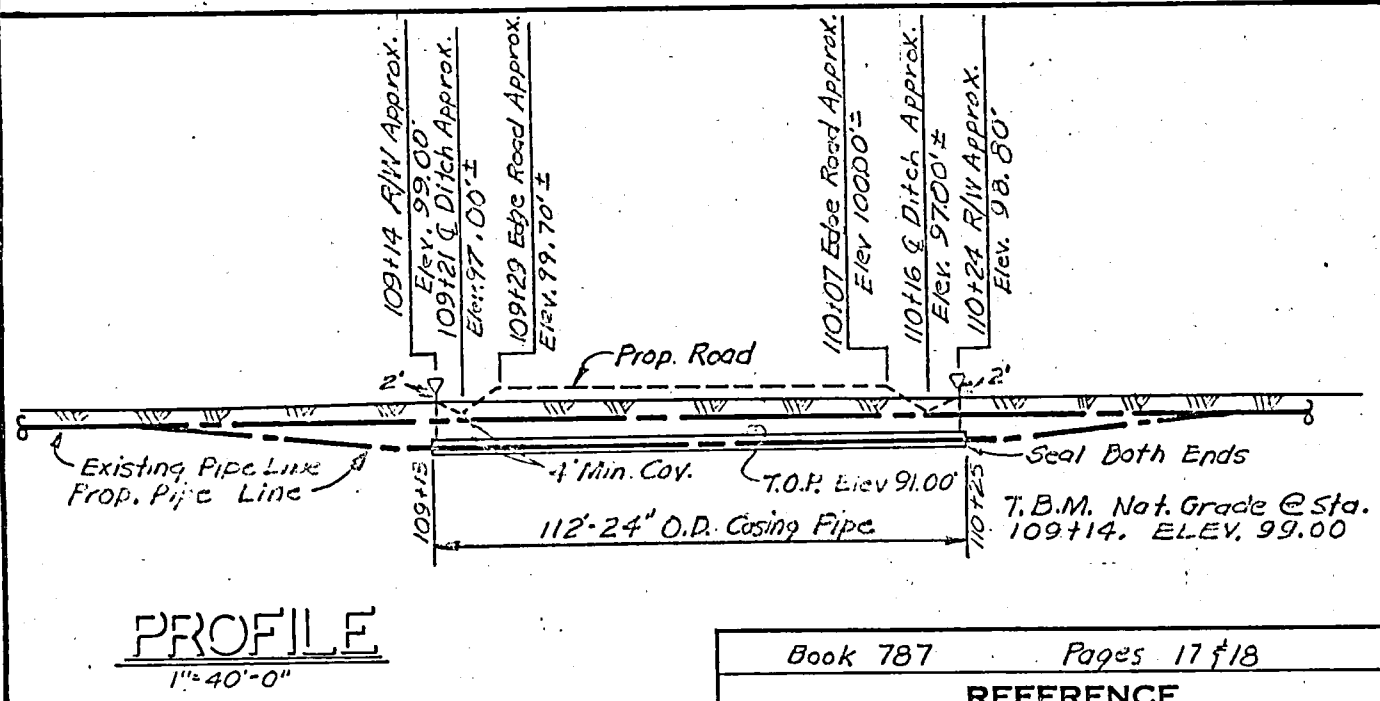 109+14 R/W Approx.
Elev. 99.00'
109+21 ℄ Ditch Approx.
Elev. 97.00' ±
109+29 Edge Road Approx.
Elev. 99.70' ±
110+07 Edge Road Approx.
Elev 100.00' ±
110+16 ℄ Ditch Approx.
Elev. 97.00' ±
110+24 R/W Approx.
Elev. 98.80'
Prop. Road
2'
2'
Existing Pipe Line
Prop. Pipe Line
4' Min. Cov.
T.O.P. Elev 91.00'
Seal Both Ends
109+13
110+25
112'-24" O.D. Casing Pipe
T.B.M. Nat. Grade @ Sta.
109+14. ELEV. 99.00
PROFILE
1"=40'-0"
Book 787 Pages 17 & 18
REFERENCE